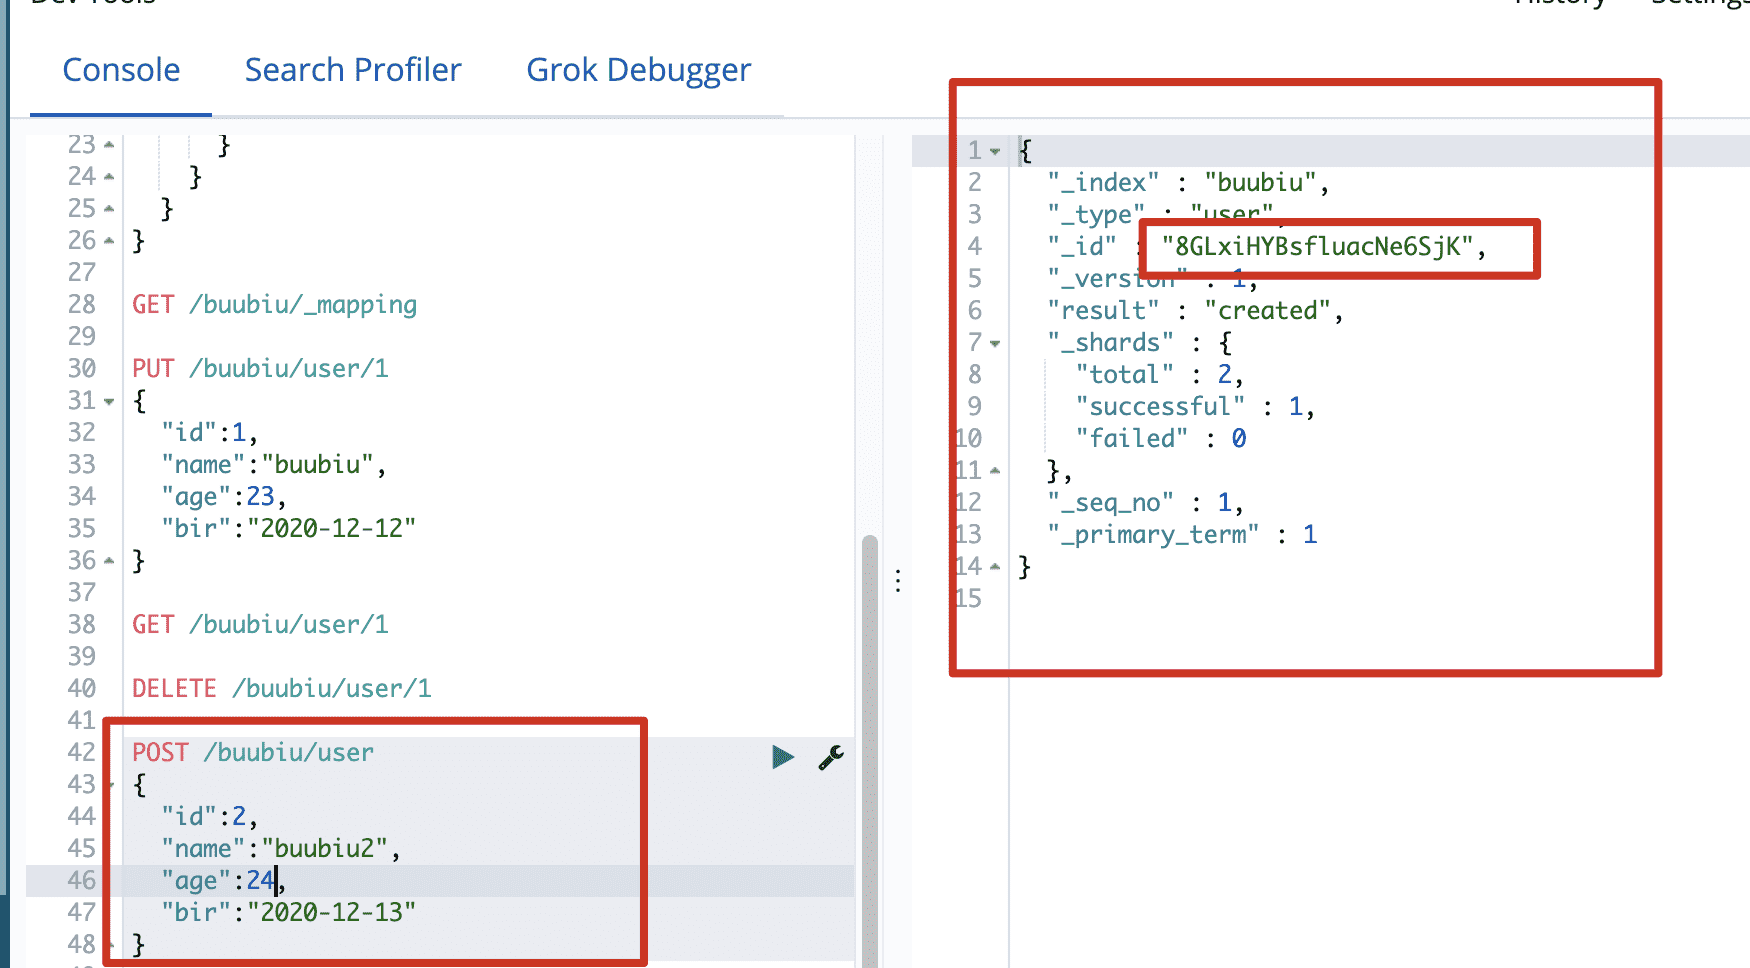 Dev Tools
History Settings
Console Search Profiler Grok Debugger
23 }
24 }
25 }
26 }
27
28 GET /buubiu/_mapping
29
30 PUT /buubiu/user/1
31 {
32 "id":1,
33 "name":"buubiu",
34 "age":23,
35 "bir":"2020-12-12"
36 }
37
38 GET /buubiu/user/1
39
40 DELETE /buubiu/user/1
41
42 POST /buubiu/user
43 {
44 "id":2,
45 "name":"buubiu2",
46 "age":24,
47 "bir":"2020-12-13"
48 }
1 {
2 "_index" : "buubiu",
3 "_type" : "user",
4 "_id" : "8GLxiHYBsfluacNe6SjK",
5 "_version" : 1,
6 "result" : "created",
7 "_shards" : {
8 "total" : 2,
9 "successful" : 1,
10 "failed" : 0
11 },
12 "_seq_no" : 1,
13 "_primary_term" : 1
14 }
15